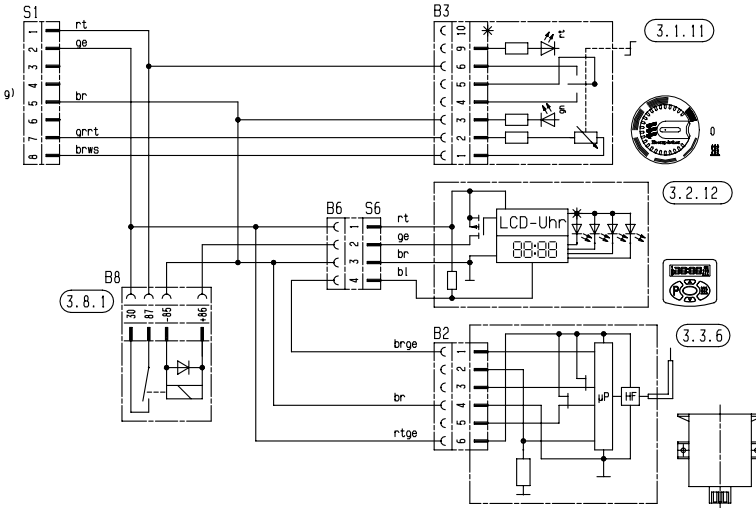 S1
1
2
3
4
5
6
7
8
rt
ge
br
grrt
brws
g)
B3
10
9
6
5
4
3
2
1
3.1.11
0
B6
1
2
3
4
S6
rt
ge
br
bl
LCD-Uhr
88:88
3.2.12
P
B8
3.8.1
30
87
-85
+86
B2
1
2
3
4
5
6
brge
br
rtge
µP
HF
3.3.6